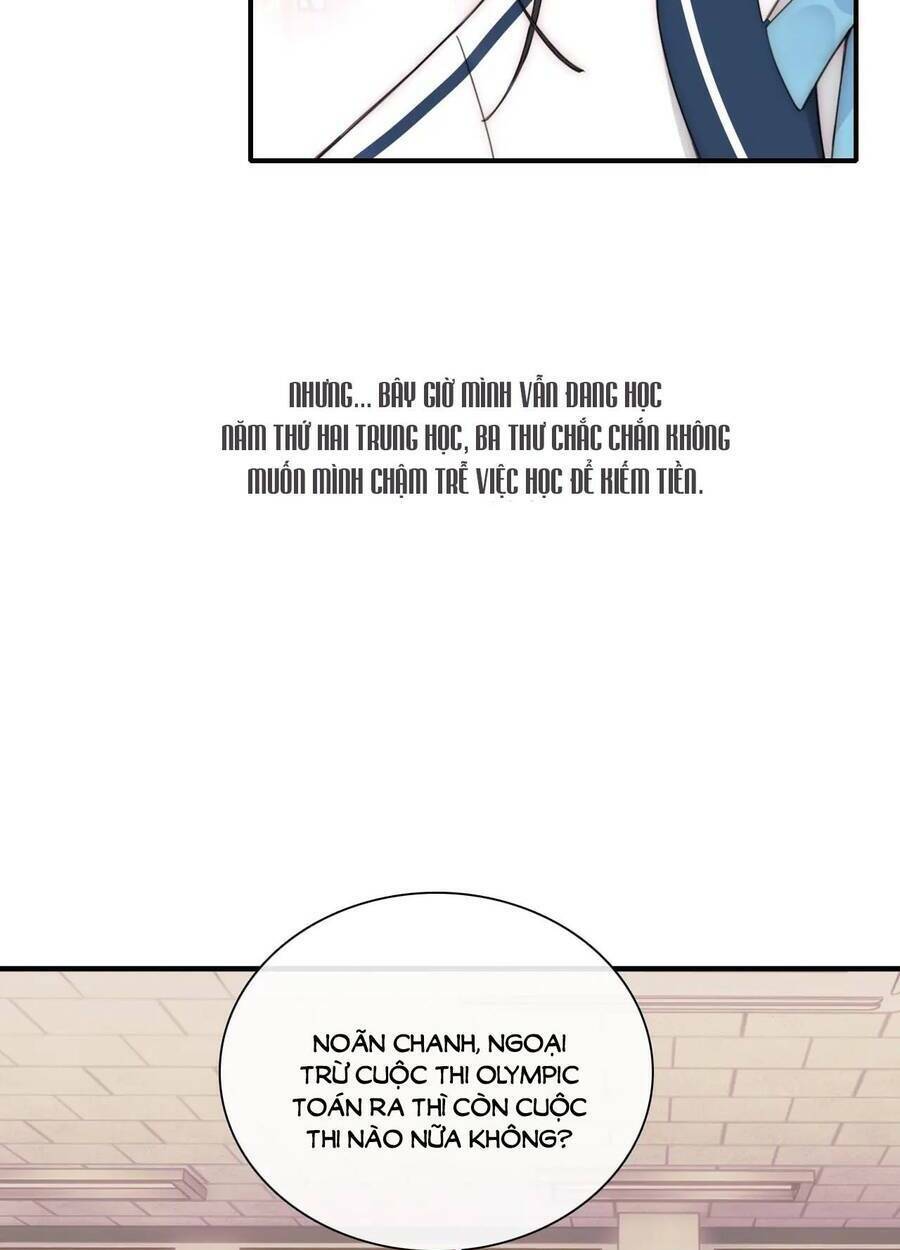 NHƯNG... BÂY GIỜ MÌNH VẪN ĐANG HỌC
NĂM THỨ HAI TRUNG HỌC, BA THƯ CHẮC CHẮN KHÔNG
MUỐN MÌNH CHẬM TRỄ VIỆC HỌC ĐỂ KIẾM TIỀN.
NOÃN CHANH, NGOẠI
TRỪ CUỘC THI OLYMPIC
TOÁN RA THÌ CÒN CUỘC
THI NÀO NỮA KHÔNG?